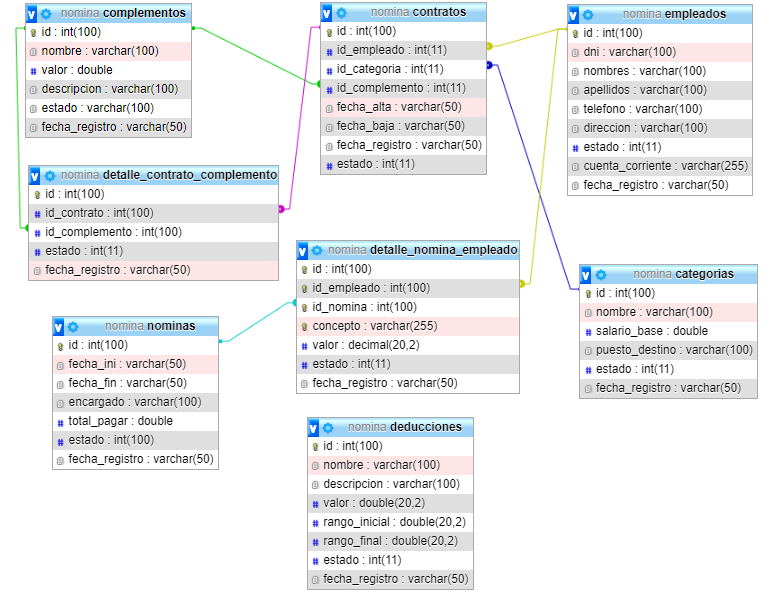 nomina complementos
id : int(100)
nombre : varchar(100)
valor : double
descripcion : varchar(100)
estado : varchar(100)
fecha_registro : varchar(50)
nomina contratos
id : int(100)
id_empleado : int(11)
id_categoria : int(11)
id_complemento : int(11)
fecha_alta : varchar(50)
fecha_baja : varchar(50)
fecha_registro : varchar(50)
estado : int(11)
nomina empleados
id : int(100)
dni : varchar(100)
nombres : varchar(100)
apellidos : varchar(100)
telefono : varchar(100)
direccion : varchar(100)
estado : int(11)
cuenta_corriente : varchar(255)
fecha_registro : varchar(50)
nomina detalle_contrato_complemento
id : int(100)
id_contrato : int(100)
id_complemento : int(100)
estado : int(11)
fecha_registro : varchar(50)
nomina detalle_nomina_empleado
id : int(100)
id_empleado : int(100)
id_nomina : int(100)
concepto : varchar(255)
valor : decimal(20,2)
estado : int(11)
fecha_registro : varchar(50)
nomina categorias
id : int(100)
nombre : varchar(100)
salario_base : double
puesto_destino : varchar(100)
estado : int(11)
fecha_registro : varchar(50)
nomina nominas
id : int(100)
fecha_ini : varchar(50)
fecha_fin : varchar(50)
encargado : varchar(100)
total_pagar : double
estado : int(100)
fecha_registro : varchar(50)
nomina deducciones
id : int(100)
nombre : varchar(100)
descripcion : varchar(100)
valor : double(20,2)
rango_inicial : double(20,2)
rango_final : double(20,2)
estado : int(11)
fecha_registro : varchar(50)